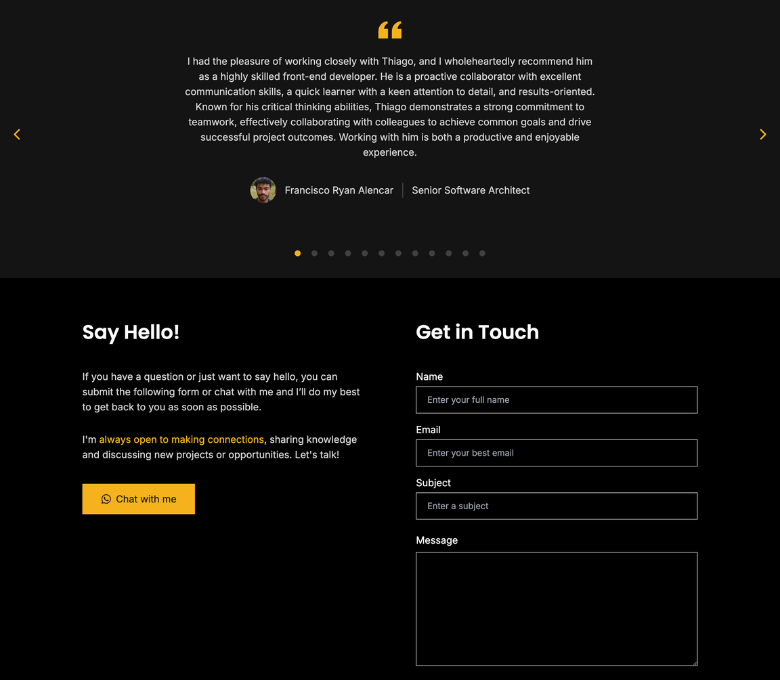 “
I had the pleasure of working closely with Thiago, and I wholeheartedly recommend him
as a highly skilled front-end developer. He is a proactive collaborator with excellent
communication skills, a quick learner with a keen attention to detail, and results-oriented.
Known for his critical thinking abilities, Thiago demonstrates a strong commitment to
teamwork, effectively collaborating with colleagues to achieve common goals and drive
successful project outcomes. Working with him is both a productive and enjoyable
experience.
Francisco Ryan Alencar | Senior Software Architect
Say Hello!
If you have a question or just want to say hello, you can
submit the following form or chat with me and I'll do my best
to get back to you as soon as possible.
I'm always open to making connections, sharing knowledge
and discussing new projects or opportunities. Let's talk!
Chat with me
Get in Touch
Name
Enter your full name
Email
Enter your best email
Subject
Enter a subject
Message